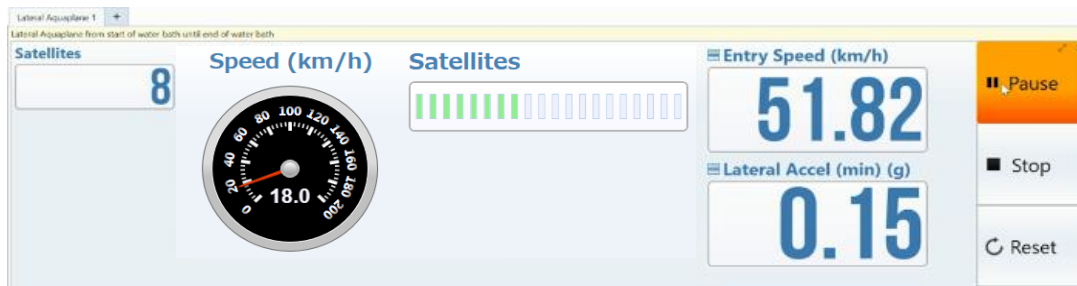 Lateral Aquaplane 1 +
Lateral Aquaplane from start of water bath until end of water bath
Satellites
8
Speed (km/h)
0 20 40 60 80 100 120 140 160 180 200
18.0
Satellites
Entry Speed (km/h)
51.82
Lateral Accel (min) (g)
0.15
Pause
Stop
Reset